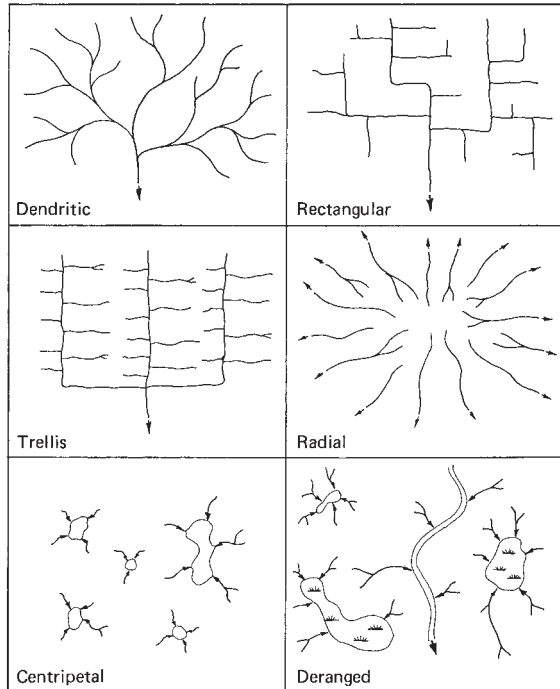 Dendritic
Rectangular
Trellis
Radial
Centripetal
Deranged